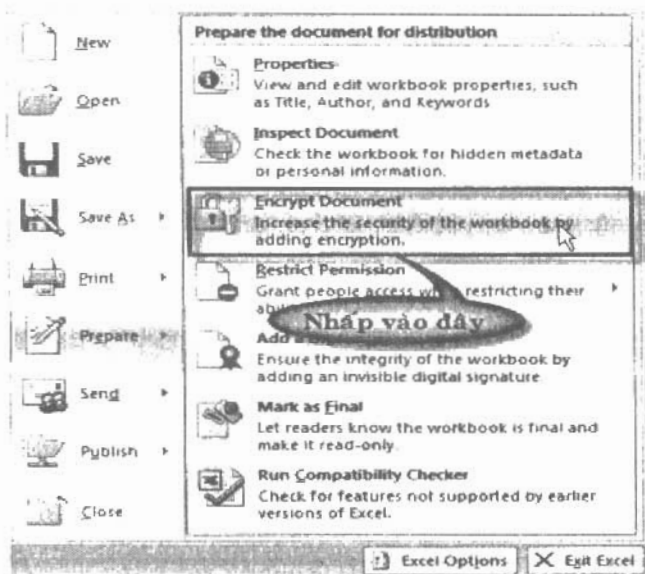 New
Open
Save
Save As
Print
Prepare
Send
Publish
Close
Prepare the document for distribution
Properties
View and edit workbook properties, such
as Title, Author, and Keywords
Inspect Document
Check the workbook for hidden metadata
or personal information.
Encrypt Document
Increase the security of the workbook by
adding encryption.
Restrict Permission
Grant people access restricting their
Nhấp vào đây
Add a
Ensure the integrity of the workbook by
adding an invisible digital signature
Mark as Final
Let readers know the workbook is final and
make it read-only.
Run Compatibility Checker
Check for features not supported by earlier
versions of Excel.
Excel Options
Exit Excel